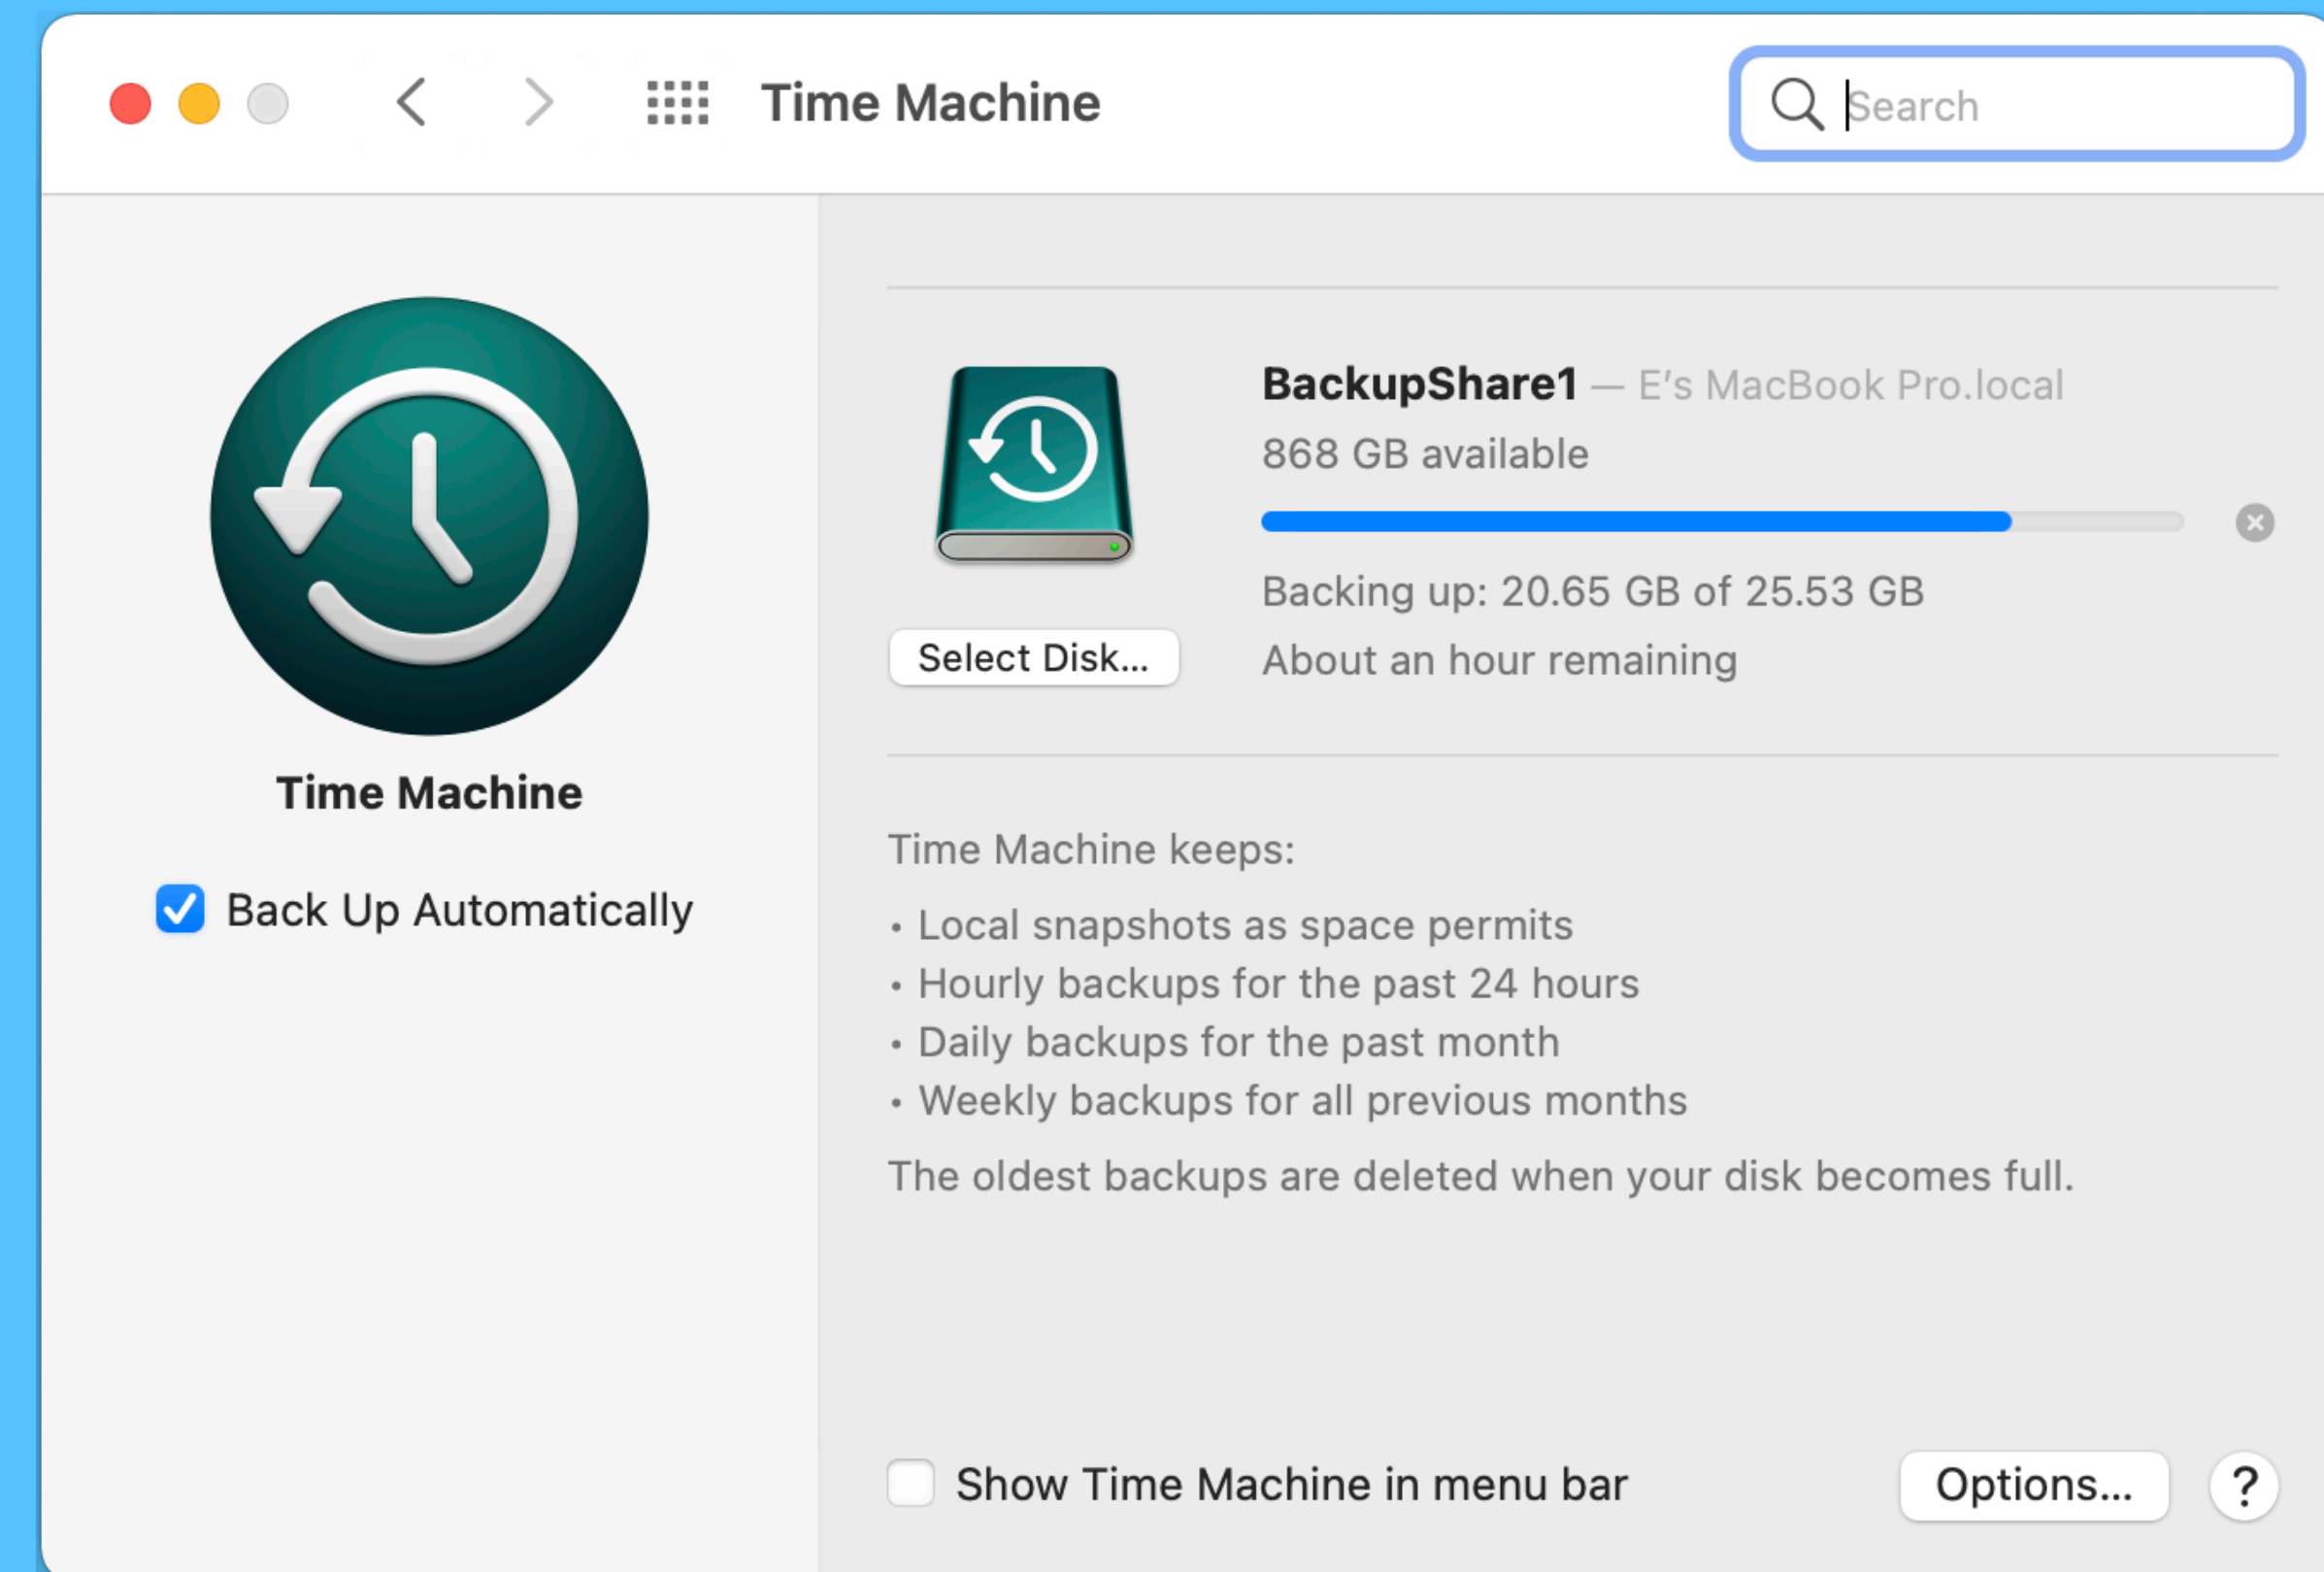 Time Machine
Search
BackupShare1 — E’s MacBook Pro.local
868 GB available
Backing up: 20.65 GB of 25.53 GB
Select Disk...
About an hour remaining
Time Machine
Back Up Automatically
Time Machine keeps:
• Local snapshots as space permits
• Hourly backups for the past 24 hours
• Daily backups for the past month
• Weekly backups for all previous months
The oldest backups are deleted when your disk becomes full.
Show Time Machine in menu bar
Options...
?